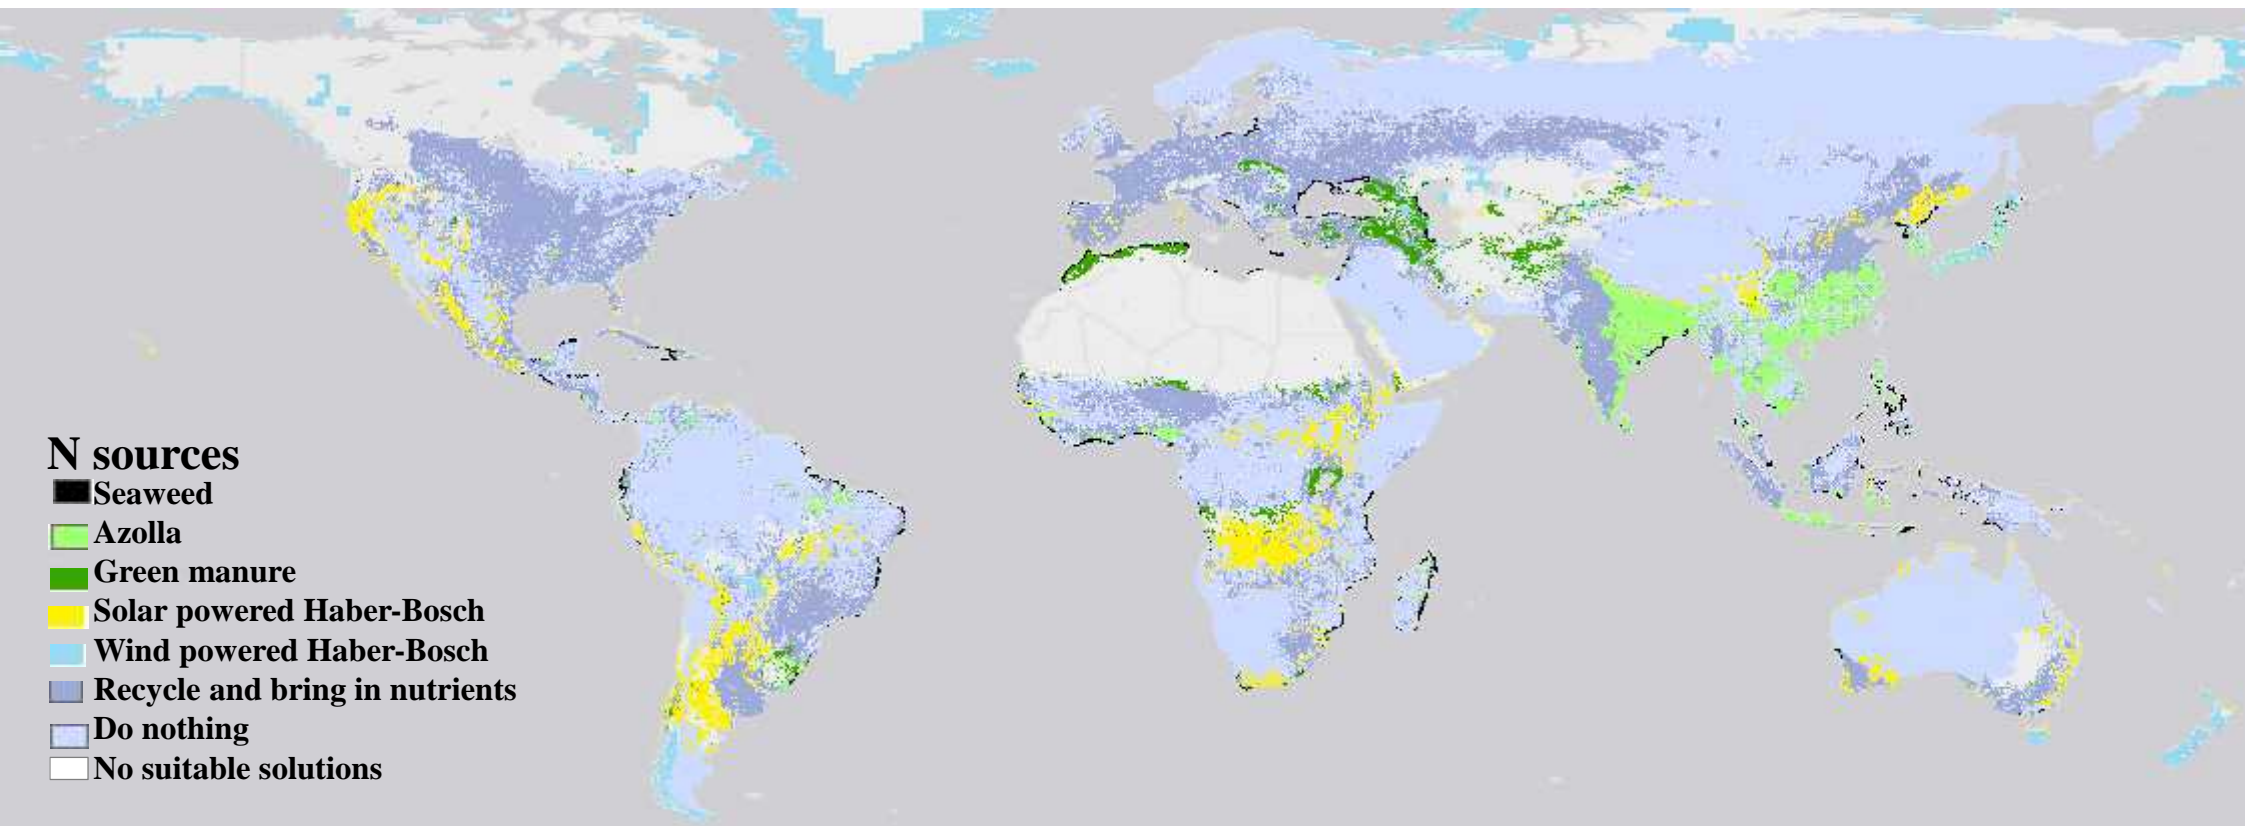 N sources
Seaweed
Azolla
Green manure
Solar powered Haber-Bosch
Wind powered Haber-Bosch
Recycle and bring in nutrients
Do nothing
No suitable solutions